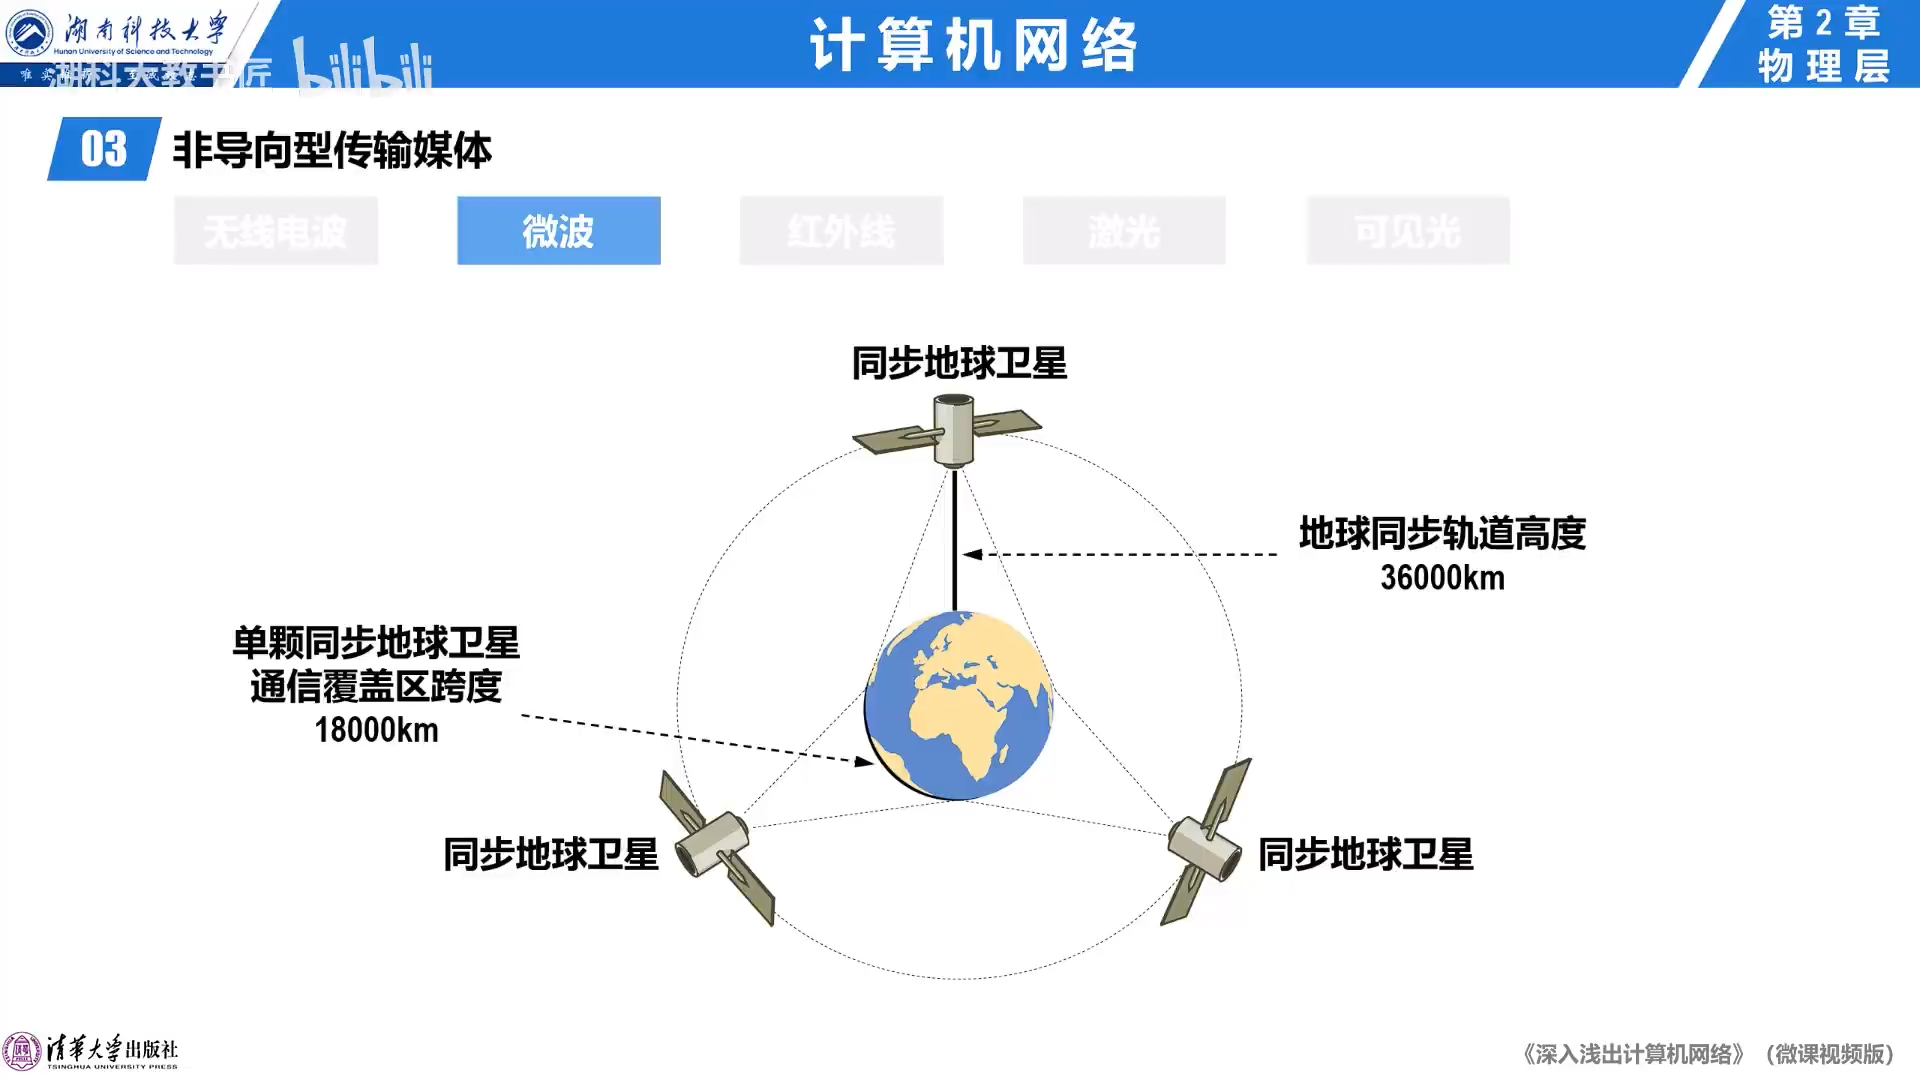 湖南科技大学
Hunan University of Science and Technology
湖科大教书匠
bilibili
计算机网络
第2章
物理层
03
非导向型传输媒体
无线电波
微波
红外线
激光
可见光
同步地球卫星
地球同步轨道高度
36000km
单颗同步地球卫星
通信覆盖区跨度
18000km
同步地球卫星
同步地球卫星
清华大学出版社
TSINGHUA UNIVERSITY PRESS
《深入浅出计算机网络》（微课视频版）